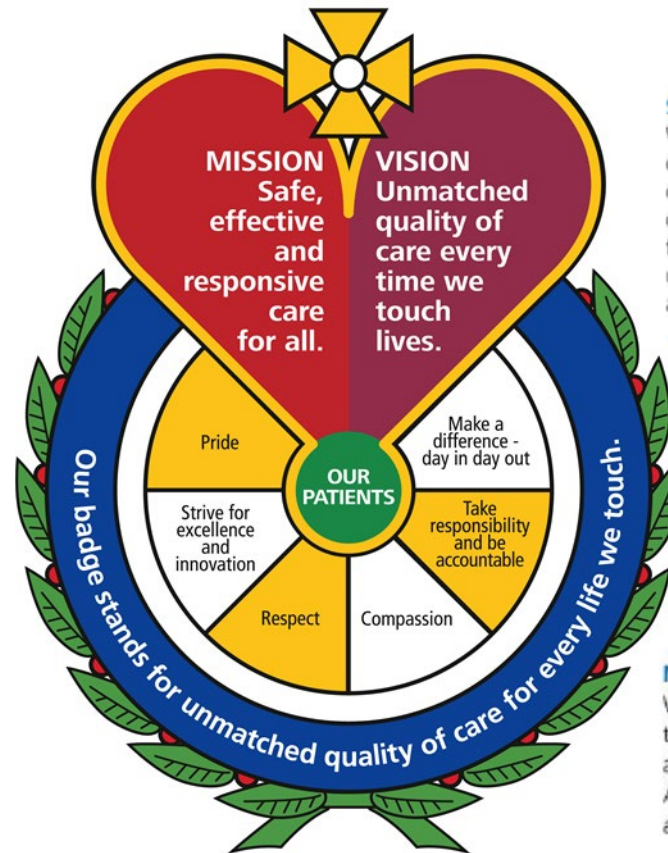 MISSION
Safe,
effective
and
responsive
care
for all.
VISION
Unmatched
quality of
care every
time we
touch
lives.
Pride
Make a
difference -
day in day out
OUR
PATIENTS
Strive for
excellence
and
innovation
Take
responsibility
and be
accountable
Respect
Compassion
Our badge stands for unmatched quality of care for every life we touch.